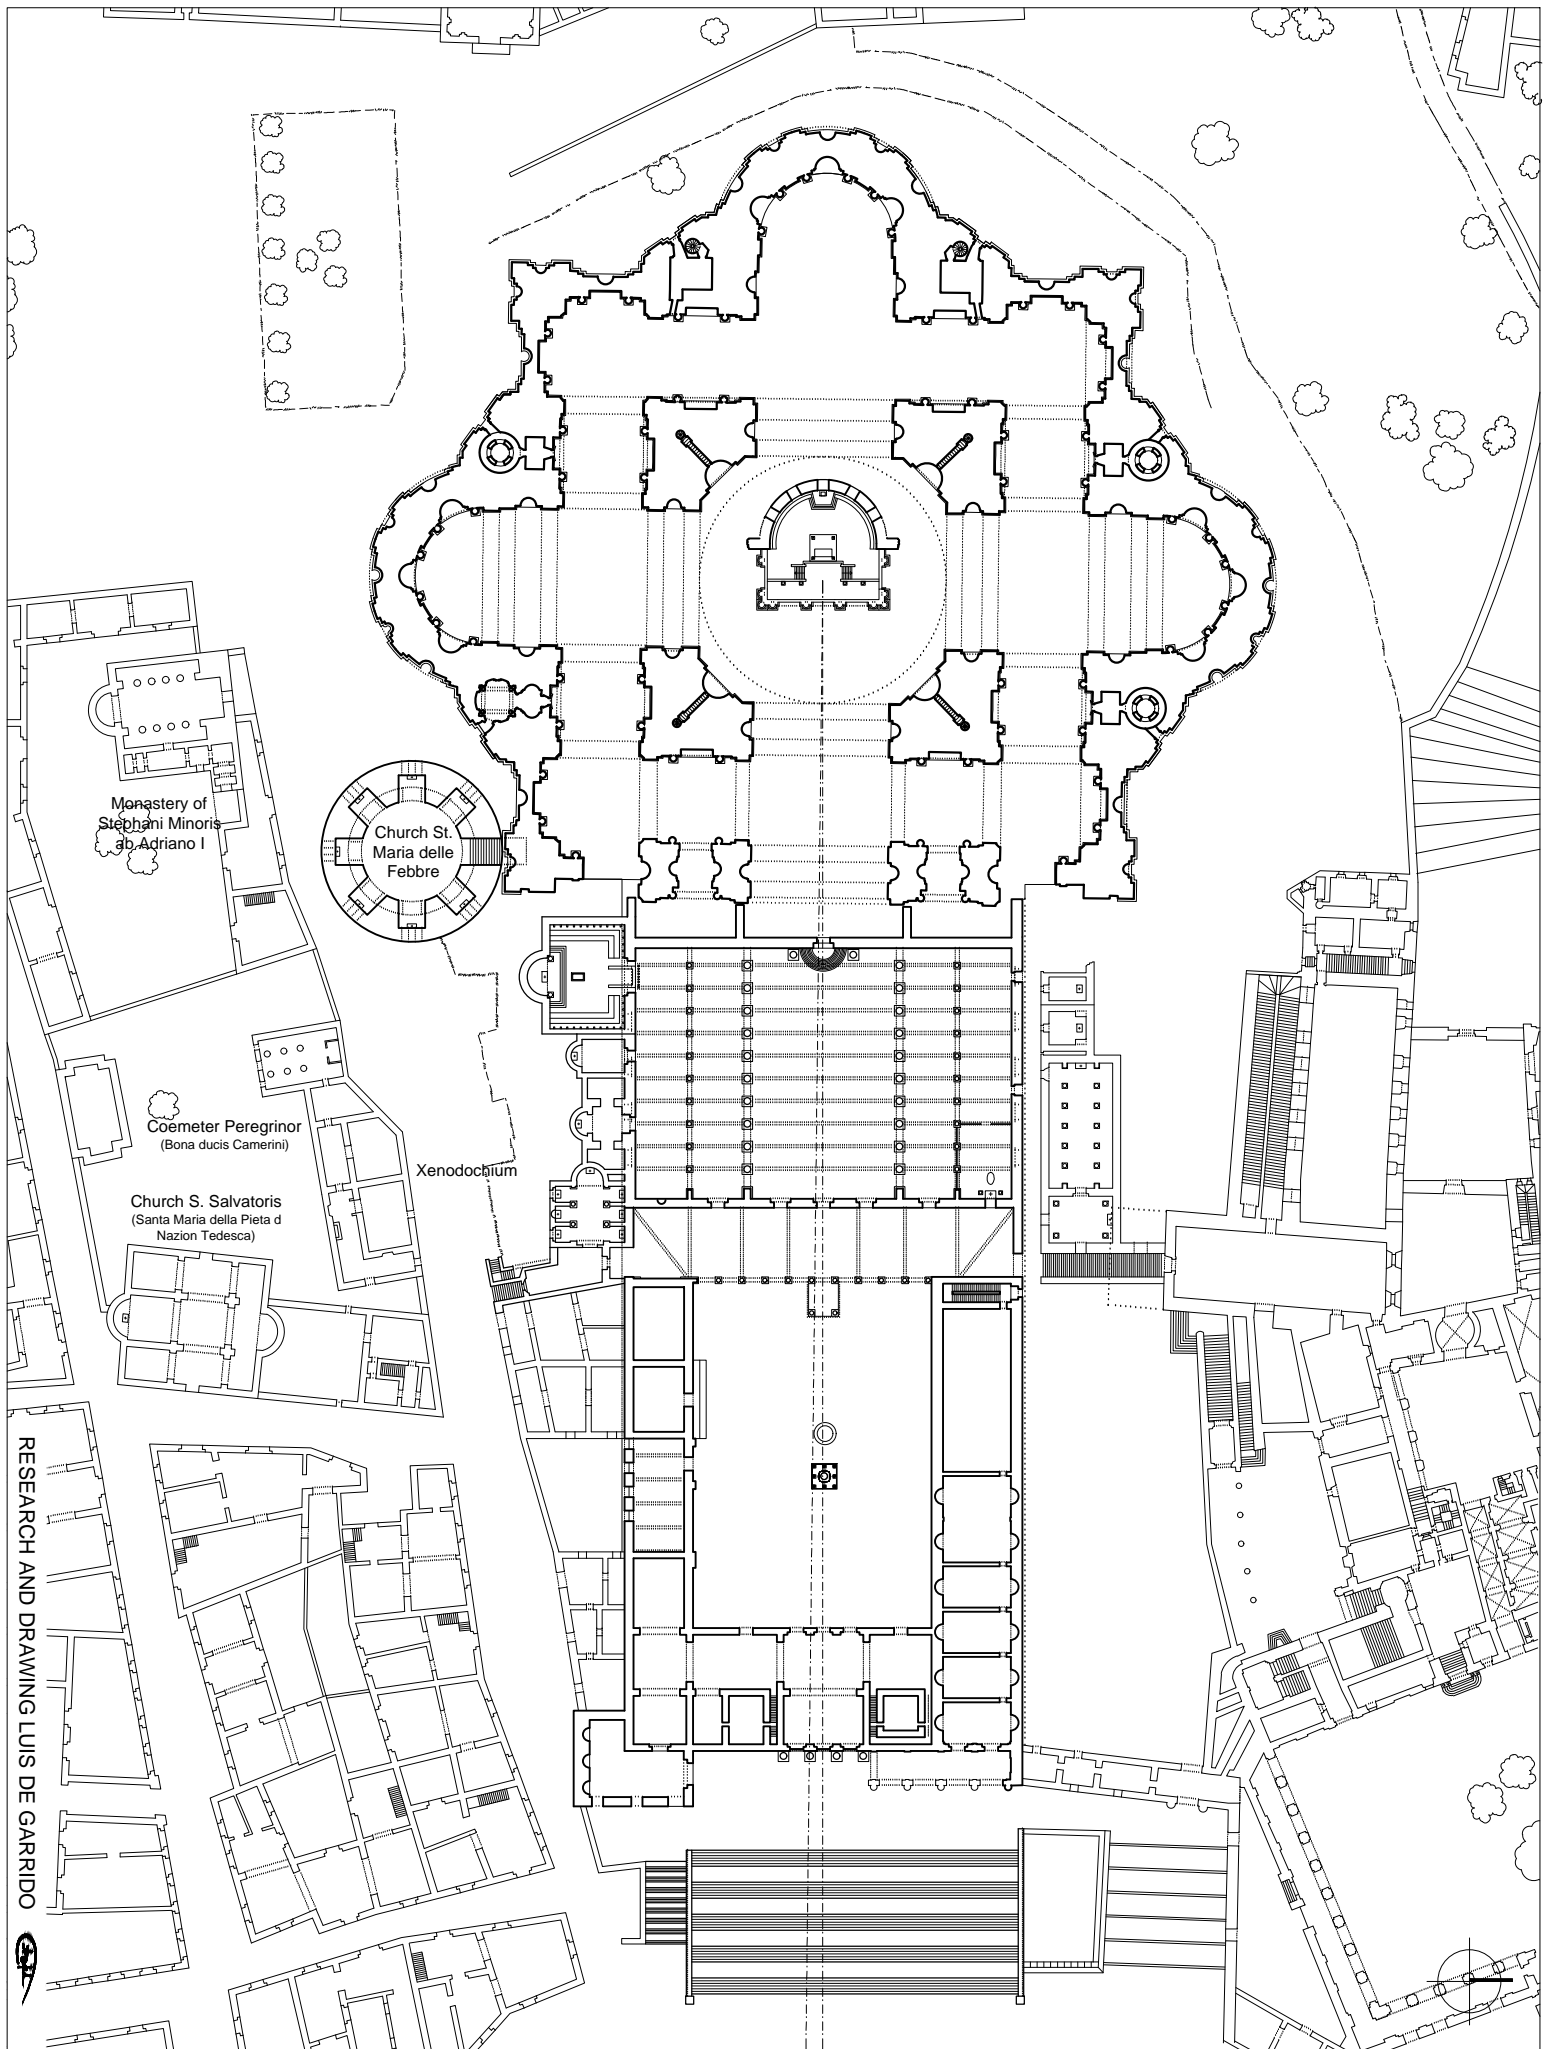 Church St.
Maria delle
Febbre
Monastery of
Stephani Minoris
ab Adriano I
Coemeter Peregrinor
(Bona ducis Camerini)
Xenodochium
Church S. Salvatoris
(Santa Maria della Pieta d
Nazion Tedesca)
RESEARCH AND DRAWING LUIS DE GARRIDO